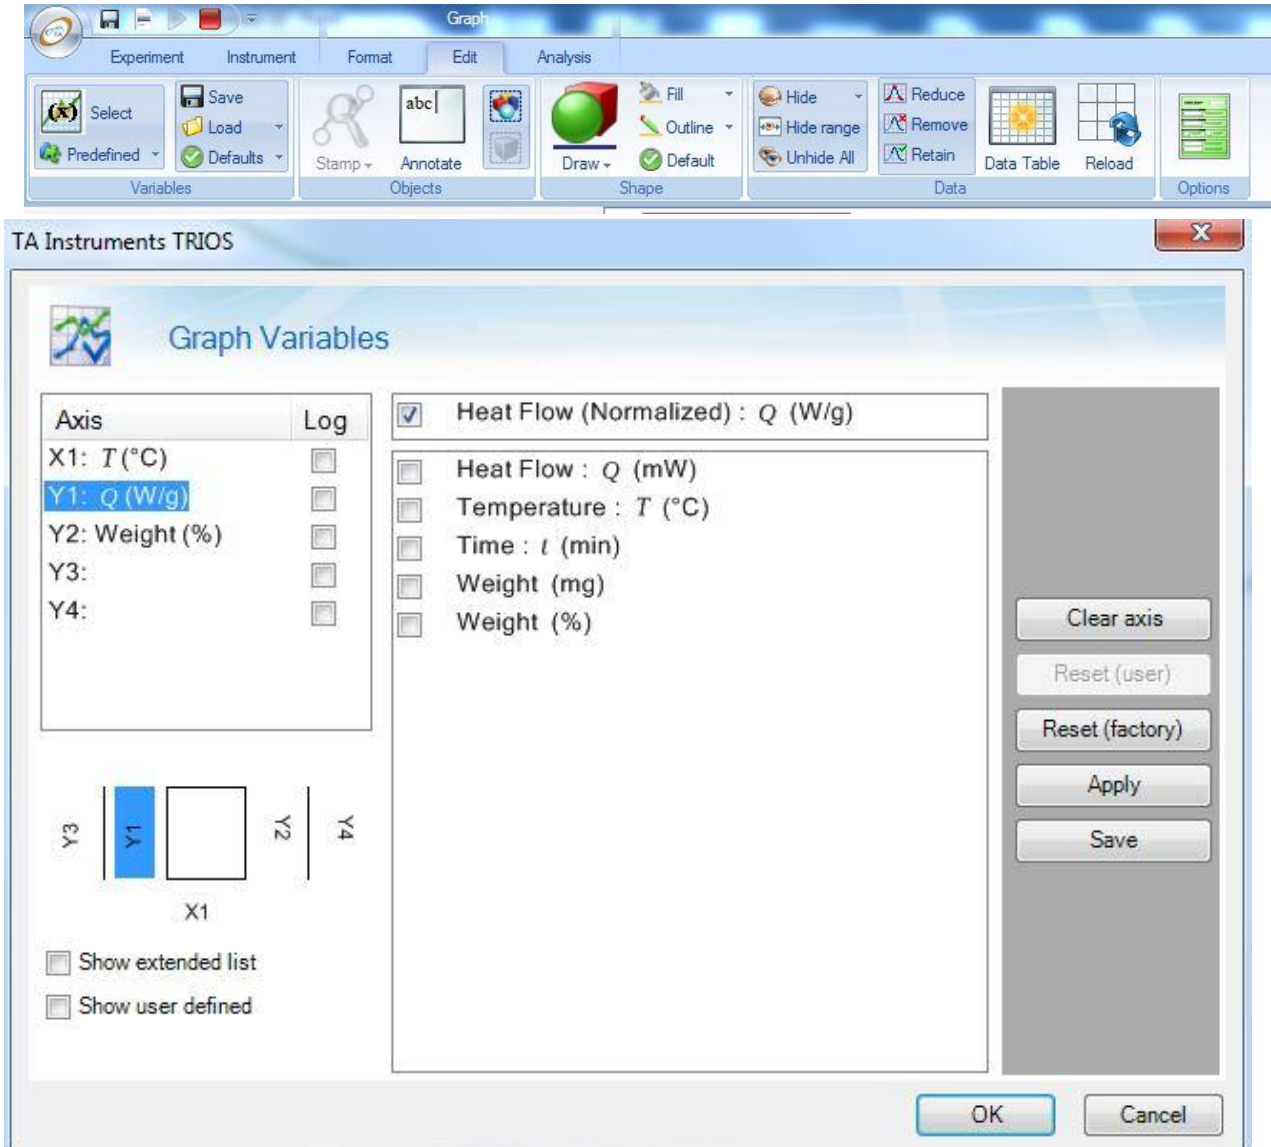 Graph
Experiment Instrument Format Edit Analysis
Select Save abc Fill Hide Reduce
Load Outline Hide range Remove
Predefined Defaults Stamp Annotate Draw Default Unhide All Retain Data Table Reload
Variables Objects Shape Data Options
TA Instruments TRIOS
Graph Variables
Axis Log
X1: T (°C)
Y1: Q (W/g)
Y2: Weight (%)
Y3:
Y4:
Heat Flow (Normalized) : Q (W/g)
Heat Flow : Q (mW)
Temperature : T (°C)
Time : t (min)
Weight (mg)
Weight (%)
Clear axis
Reset (user)
Reset (factory)
Apply
Save
Y3 Y1 Y2 Y4
X1
Show extended list
Show user defined
OK Cancel